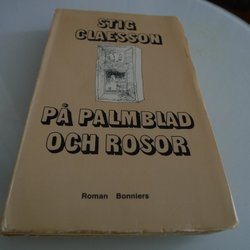 STIG
CLAESSON
PÅ PALMBLAD
OCH ROSOR
Roman Bonniers